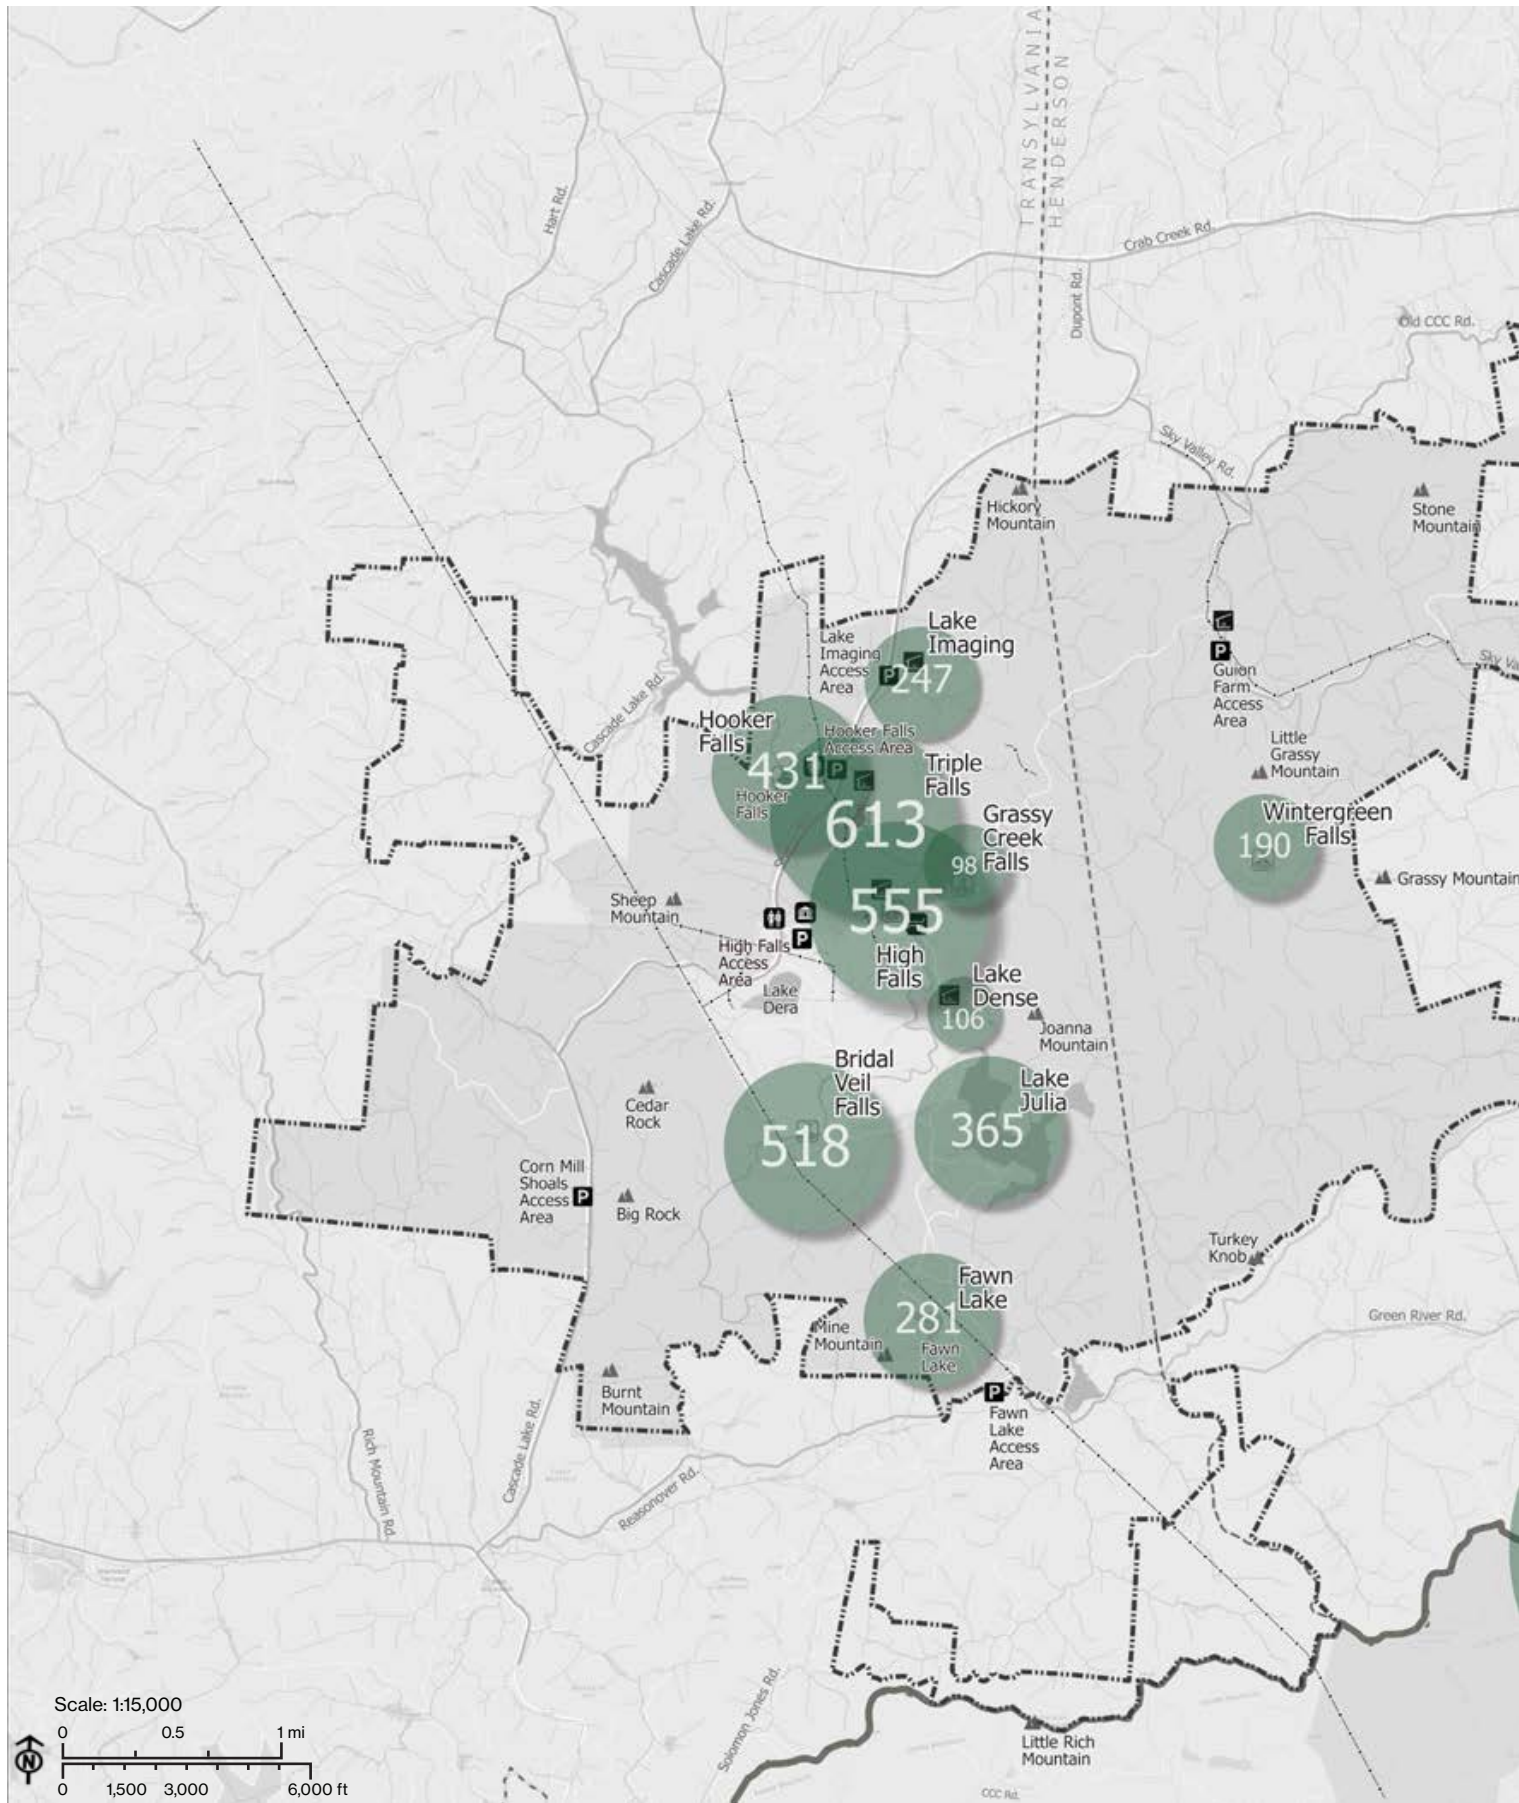 TRANSYLVANIA
HENDERSON
Hart Rd.
Cascade Lake Rd.
Crab Creek Rd.
Dupont Rd.
Old CCC Rd.
Sky Valley Rd.
Hickory
Mountain
Stone
Mountain
Lake
Imaging
Lake
Imaging
Access
Area
P
247
P
Guion
Farm
Access
Area
Sky Va
Cascade Lake Rd.
Hooker
Falls
Hooker Falls
Access Area
431
P
Hooker
Falls
Triple
Falls
613
Little
Grassy
Mountain
Grassy
Creek
Falls
98
Wintergreen
Falls
190
Grassy Mountain
Sheep
Mountain
555
High
Falls
P
High Falls
Access
Area
Lake
Dera
Lake
Dense
106
Joanna
Mountain
Bridal
Veil
Falls
518
Lake
Julia
365
Cedar
Rock
Corn Mill
Shoals
Access
Area
P
Big Rock
Turkey
Knob
Fawn
Lake
281
Fawn
Lake
Mine
Mountain
Green River Rd.
P
Fawn
Lake
Access
Area
Burnt
Mountain
Rich Mountain Rd.
Cascade Lake Rd.
Reasonover Rd.
Solomon Jones Rd.
Little Rich
Mountain
CCC Rd.
Scale: 1:15,000
0 0.5 1 mi
N
0 1,500 3,000 6,000 ft